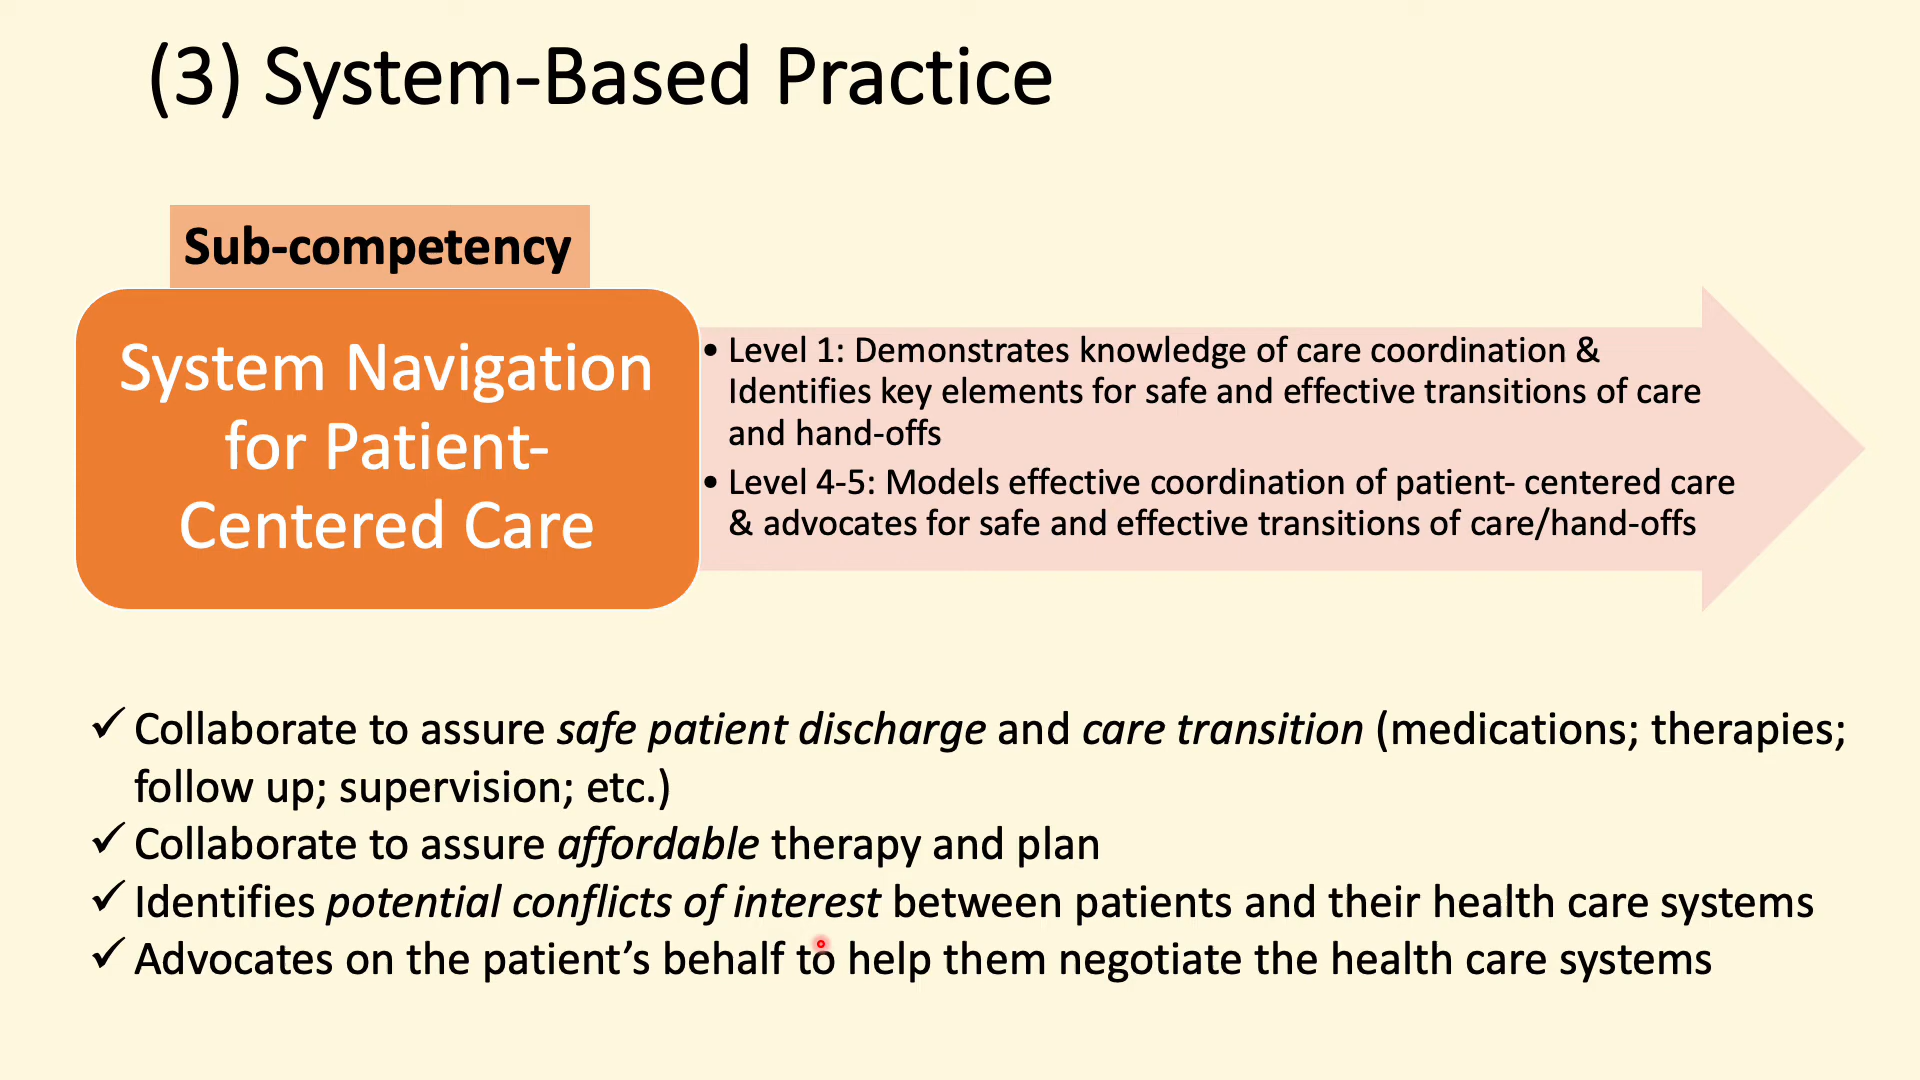 (3) System-Based Practice
Sub-competency
System Navigation
for Patient-
Centered Care
• Level 1: Demonstrates knowledge of care coordination &
Identifies key elements for safe and effective transitions of care
and hand-offs
• Level 4-5: Models effective coordination of patient- centered care
& advocates for safe and effective transitions of care/hand-offs
✓ Collaborate to assure safe patient discharge and care transition (medications; therapies;
follow up; supervision; etc.)
✓ Collaborate to assure affordable therapy and plan
✓ Identifies potential conflicts of interest between patients and their health care systems
✓ Advocates on the patient’s behalf to help them negotiate the health care systems